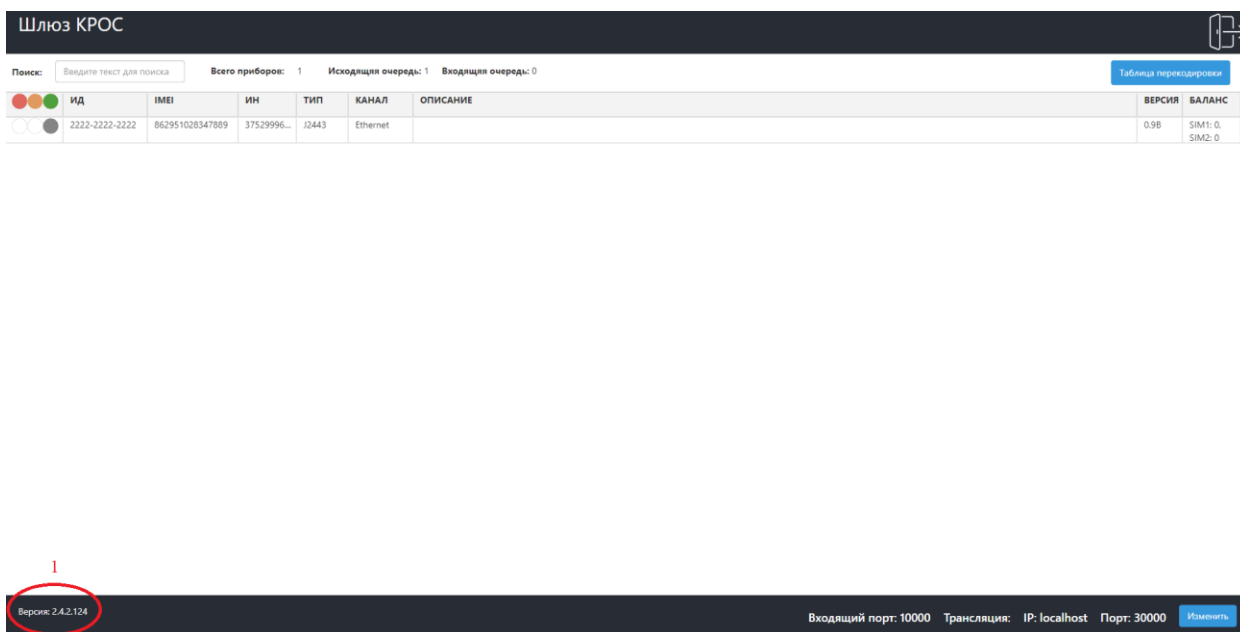 Шлюз КРОС
Поиск: Введите текст для поиска Всего приборов: 1 Исходящия очередь: 1 Входящия очередь: 0 Таблица перекодировки
ИД IMEI ИН ТИП КАНАЛ ОПИСАНИЕ ВЕРСИЯ БАЛАНС
2222-2222-2222 862951028347889 37529996... J2443 Ethernet 0.9B SIM1: 0,
SIM2: 0
1
Версия: 2.4.2.124 Входящий порт: 10000 Трансляция: IP: localhost Порт: 30000 Изменить